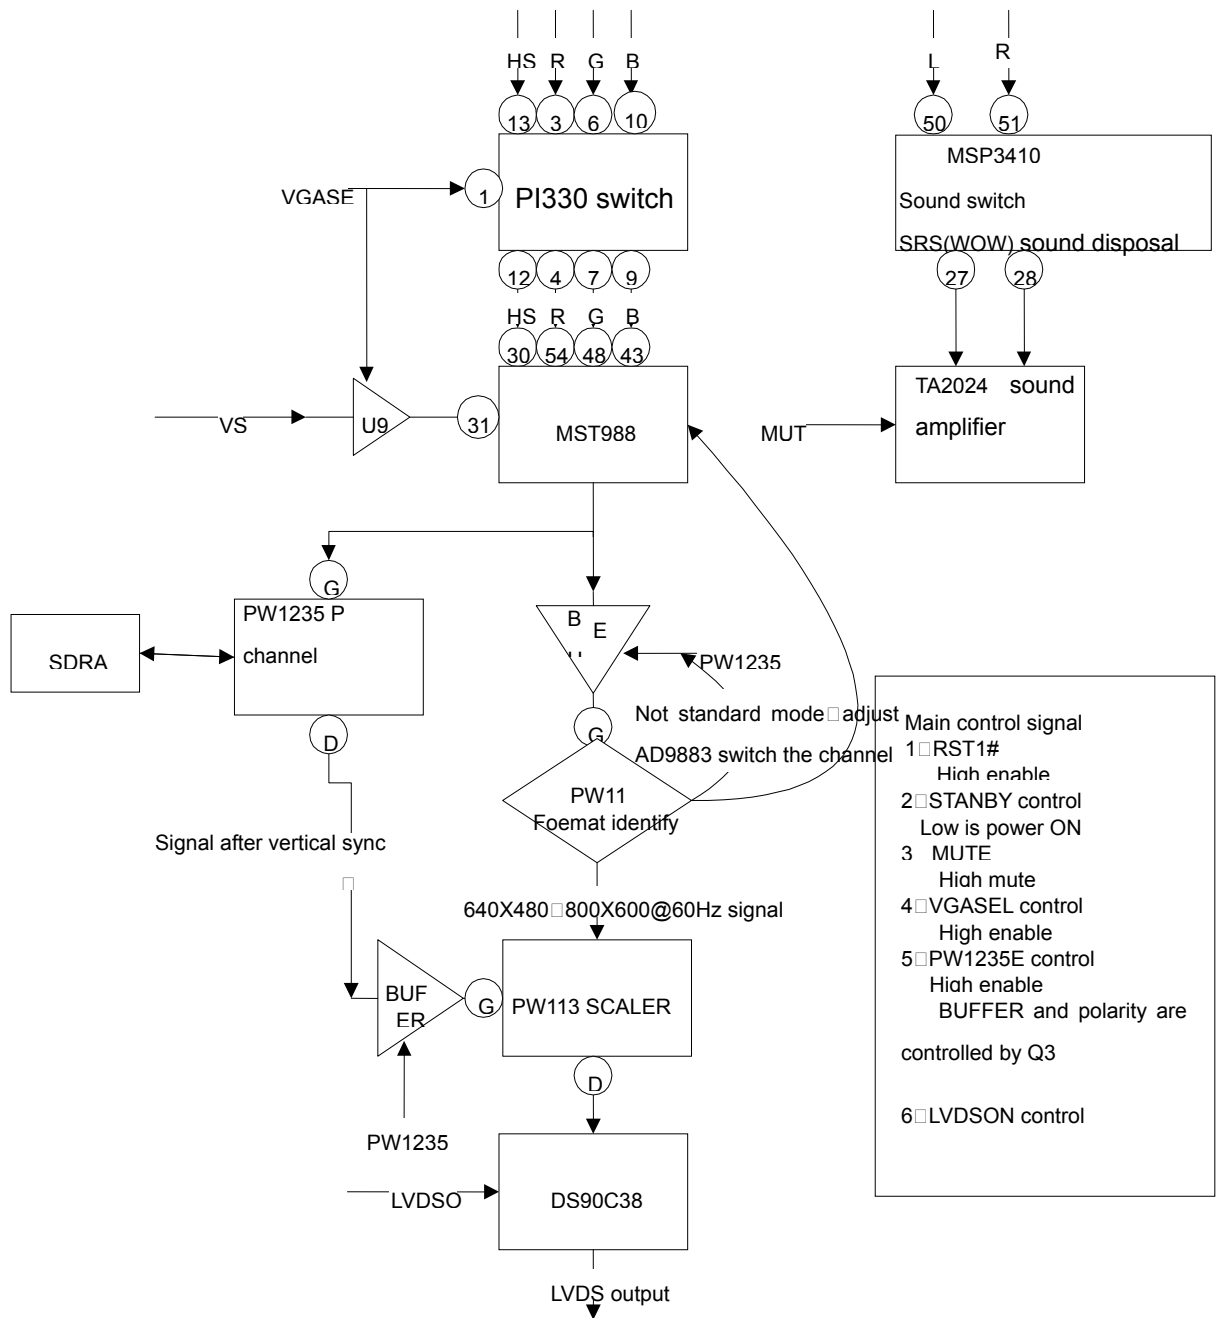 HS R G B
L R
13 3 6 10
50 51
VGASE
1
PI330 switch
MSP3410
Sound switch
SRS(WOW) sound disposal
12 4 7 9
27 28
HS R G B
30 54 48 43
VS
U9
31
MST988
MUT
TA2024 sound
amplifier
G
PW1235 P
channel
SDRA
B E
PW1235
D
G
Not standard mode□adjust
AD9883 switch the channel
PW11
Foemat identify
Signal after vertical sync
□
640X480□800X600@60Hz signal
BUF
ER
G
PW113 SCALER
D
PW1235
LVDSO
DS90C38
LVDS output
Main control signal
1□RST1#
High enable
2□STANBY control
Low is power ON
3 MUTE
High mute
4□VGASEL control
High enable
5□PW1235E control
High enable
BUFFER and polarity are
controlled by Q3
6□LVDSON control